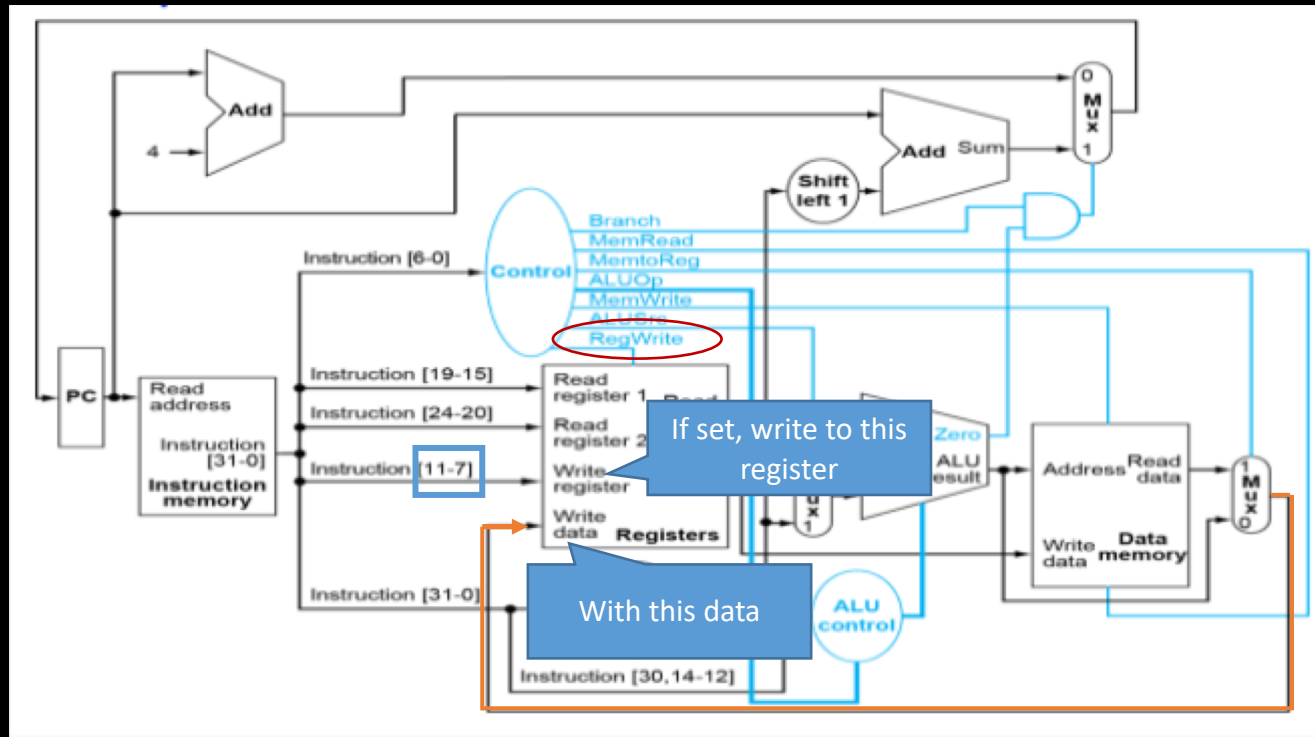 Add
4
0
Mux
1
Add Sum
Shift
left 1
Branch
MemRead
MemtoReg
ALUOp
MemWrite
ALUSrc
RegWrite
Control
Instruction [6-0]
PC
Read
address
Instruction
[31-0]
Instruction
memory
Instruction [19-15]
Instruction [24-20]
Instruction [11-7]
Instruction [31-0]
Instruction [30,14-12]
Read
register 1
Read
register 2
Write
register
Write
data
Registers
If set, write to this
register
With this data
1
Zero
ALU
ALU
control
Address
Read
data
Write
data
Data
memory
1
Mux
0